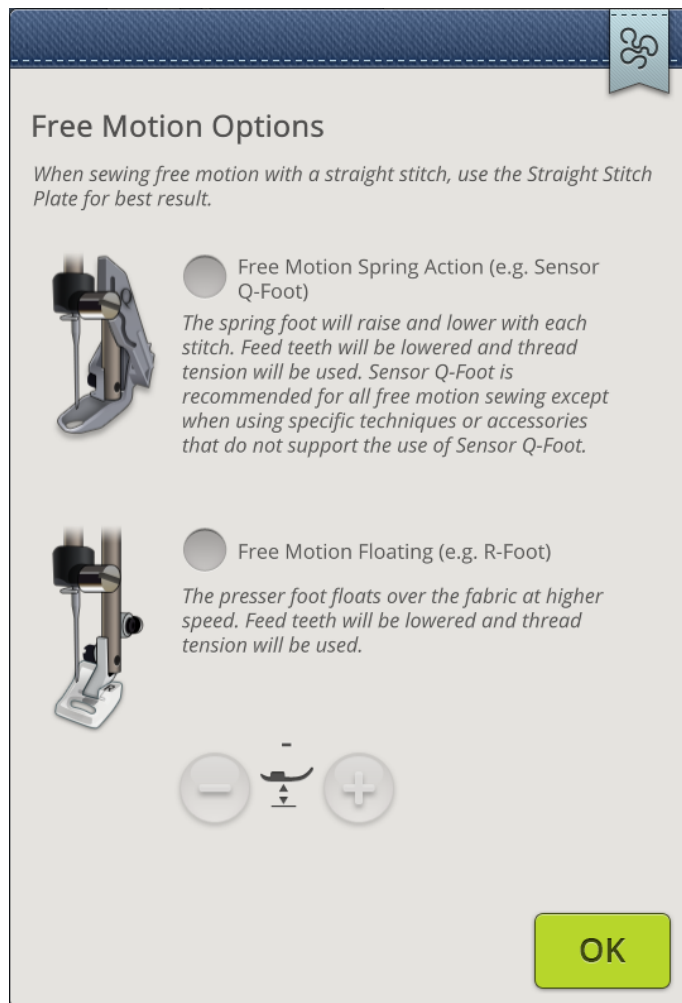 Free Motion Options
When sewing free motion with a straight stitch, use the Straight Stitch
Plate for best result.
Free Motion Spring Action (e.g. Sensor
Q-Foot)
The spring foot will raise and lower with each
stitch. Feed teeth will be lowered and thread
tension will be used. Sensor Q-Foot is
recommended for all free motion sewing except
when using specific techniques or accessories
that do not support the use of Sensor Q-Foot.
Q
Free Motion Floating (e.g. R-Foot)
The presser foot floats over the fabric at higher
speed. Feed teeth will be lowered and thread
tension will be used.
R
-
− +
OK